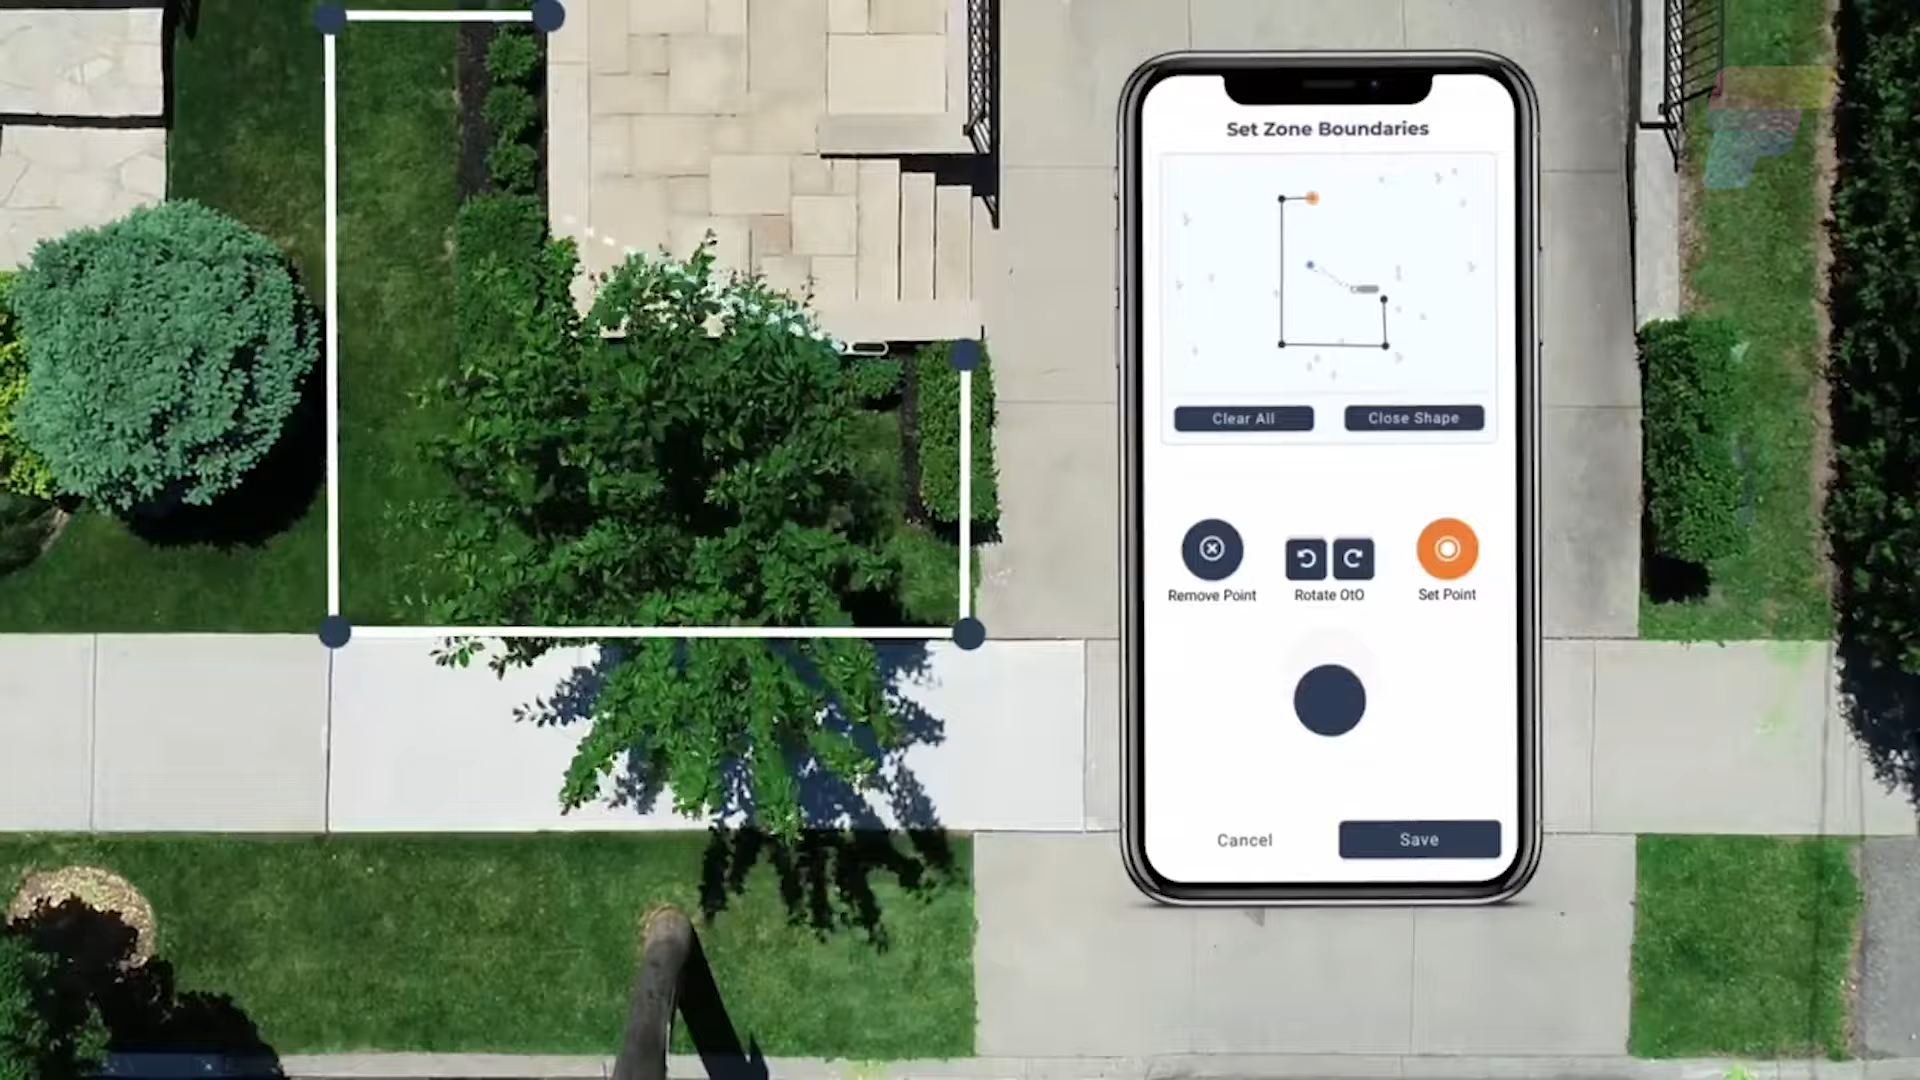 Set Zone Boundaries
Clear All
Close Shape
Remove Point
Rotate OtO
Set Point
Cancel
Save